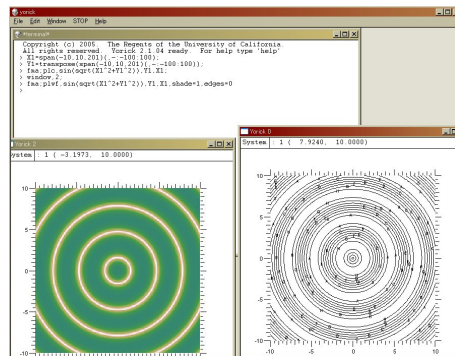 yorick
File Edit Window STOP Help
*terminal*
Copyright (c) 2005. The Regents of the University of California.
All rights reserved. Yorick 2.1.04 ready. For help type 'help'
> X1=span(-10,10,201)(,-:-100:100);
> Y1=transpose(span(-10,10,201)(,-:-100:100));
> fma;plc,sin(sqrt(X1^2+Y1^2)),Y1,X1;
> window,2;
> fma;plwf,sin(sqrt(X1^2+Y1^2)),Y1,X1,shade=1,edges=0
>
Yorick 2
System : 1 ( -3.1973, 10.0000)
10
5
0
-5
-10
Yorick 0
System : 1 ( 7.9240, 10.0000)
10
5
0
-5
-10
-10 -5 0 5 10